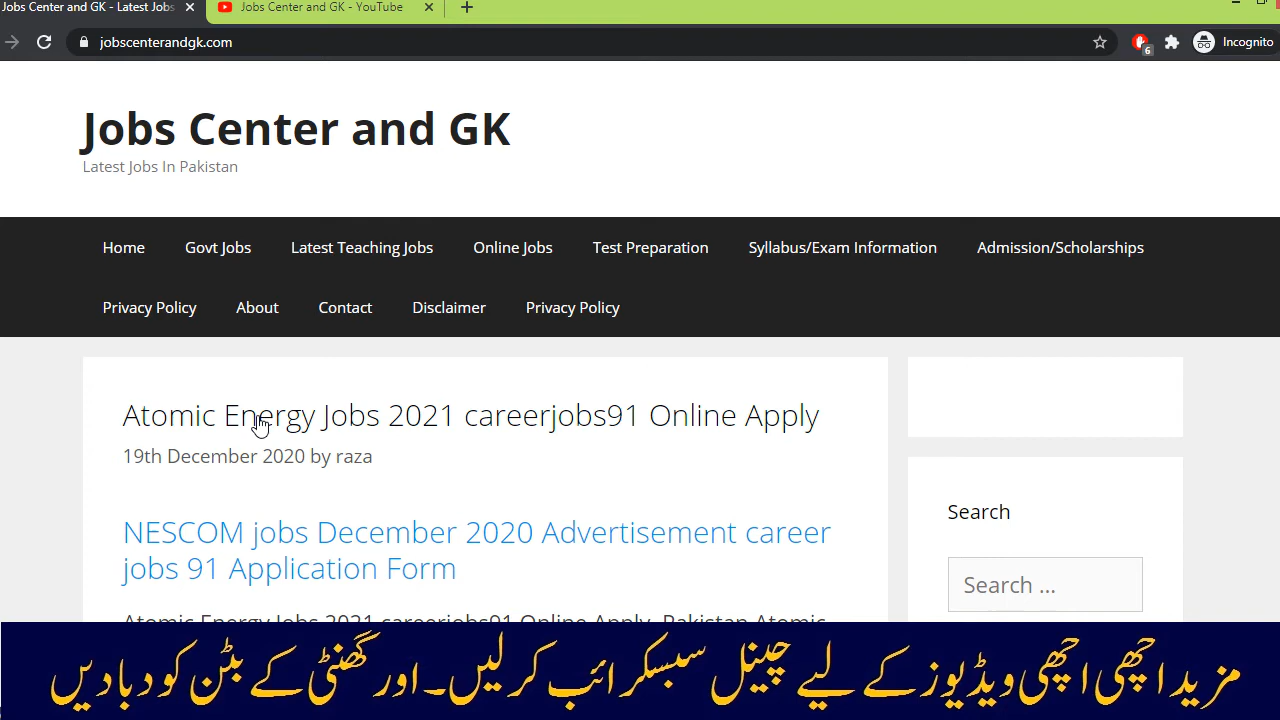 Jobs Center and GK - Latest Jobs
Jobs Center and GK - YouTube
jobscenterandgk.com
6
Incognito
Jobs Center and GK
Latest Jobs In Pakistan
Home Govt Jobs Latest Teaching Jobs Online Jobs Test Preparation Syllabus/Exam Information Admission/Scholarships
Privacy Policy About Contact Disclaimer Privacy Policy
Atomic Energy Jobs 2021 careerjobs91 Online Apply
19th December 2020 by raza
NESCOM jobs December 2020 Advertisement career
jobs 91 Application Form
Search
Search ...
Atomic Energy Jobs 2021 careerjobs91 Online Apply, Pakistan Atomic
مزید اچھی اچھی ویڈیوز کے لیے چینل سبسکرائب کر لیں۔ اور گھنٹی کے بٹن کو دبا دیں